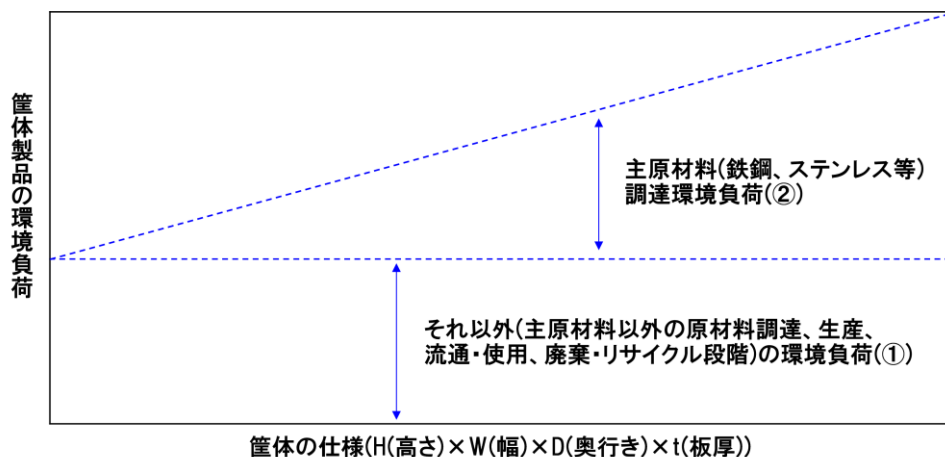 筐体製品の環境負荷
主原材料(鉄鋼、ステンレス等)
調達環境負荷(②)
それ以外(主原材料以外の原材料調達、生産、
流通・使用、廃棄・リサイクル段階)の環境負荷(①)
筐体の仕様(H(高さ)×W(幅)×D(奥行き)×t(板厚))